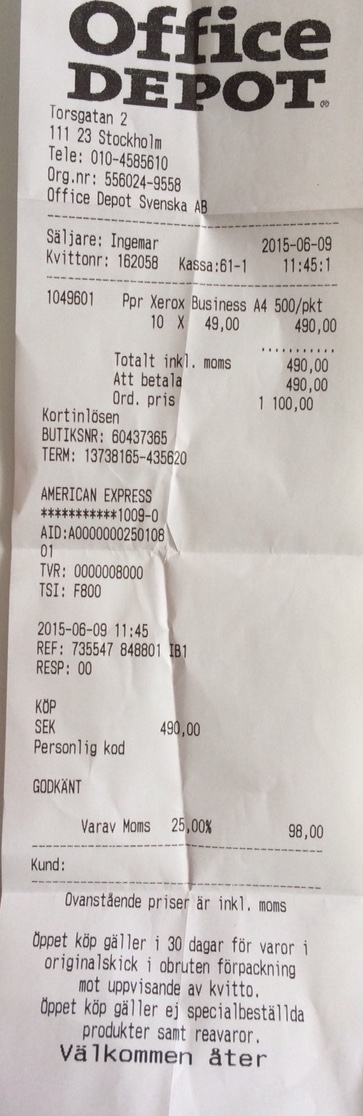 Office
DEPOT®
Torsgatan 2
111 23 Stockholm
Tele: 010-4585610
Org.nr: 556024-9558
Office Depot Svenska AB
Säljare: Ingemar 2015-06-09
Kvittonr: 162058 Kassa:61-1 11:45:1
1049601 Ppr Xerox Business A4 500/pkt
10 X 49,00 490,00
Totalt inkl. moms 490,00
Att betala 490,00
Ord. pris 1 100,00
Kortinlösen
BUTIKSNR: 60437365
TERM: 13738165-435620
AMERICAN EXPRESS
***********1009-0
AID:A0000000250108
01
TVR: 0000008000
TSI: F800
2015-06-09 11:45
REF: 735547 848801 IB1
RESP: 00
KÖP
SEK 490,00
Personlig kod
GODKÄNT
Varav Moms 25,00% 98,00
Kund:
Ovanstående priser är inkl. moms
Öppet köp gäller i 30 dagar för varor i
originalskick i obruten förpackning
mot uppvisande av kvitto.
Öppet köp gäller ej specialbeställda
produkter samt reavaror.
Välkommen åter